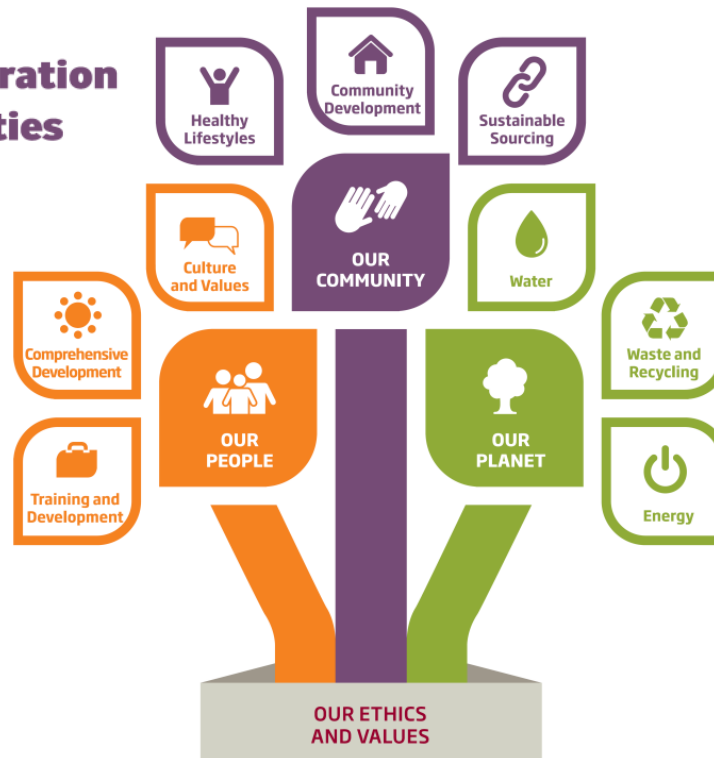 ration
ties
Healthy
Lifestyles
Community
Development
Sustainable
Sourcing
Culture
and Values
OUR
COMMUNITY
Water
Comprehensive
Development
Waste and
Recycling
OUR
PEOPLE
OUR
PLANET
Training and
Development
Energy
OUR ETHICS
AND VALUES